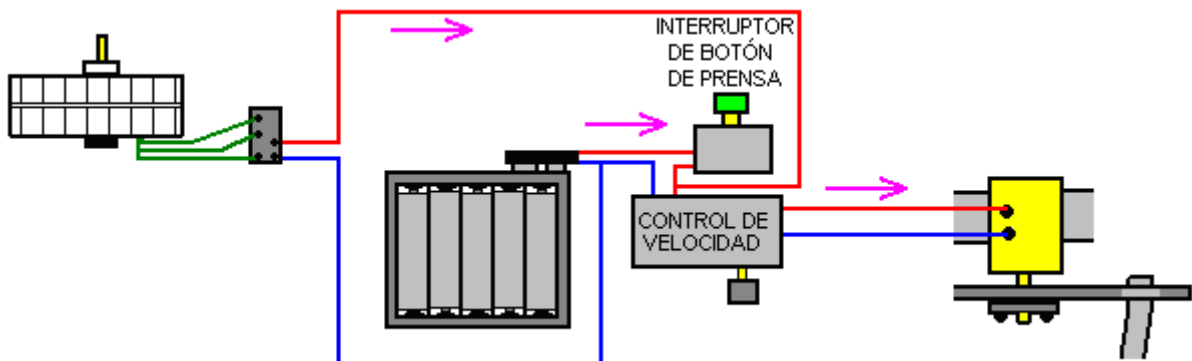 INTERRUPTOR
DE BOTÓN
DE PRENSA
CONTROL DE
VELOCIDAD